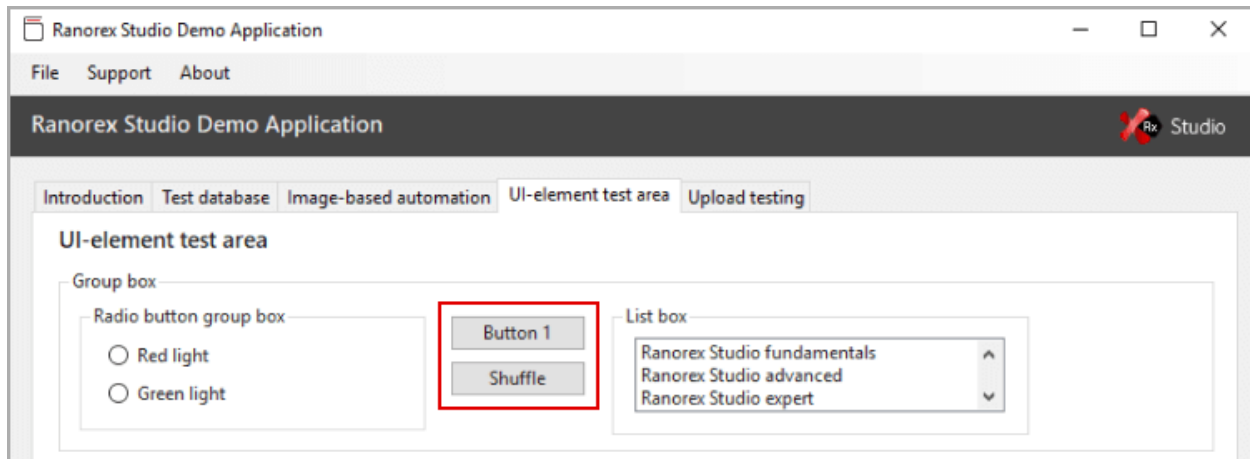 Ranorex Studio Demo Application
File Support About
Ranorex Studio Demo Application
Rx Studio
Introduction Test database Image-based automation UI-element test area Upload testing
UI-element test area
Group box
Radio button group box
Red light
Green light
Button 1
Shuffle
List box
Ranorex Studio fundamentals
Ranorex Studio advanced
Ranorex Studio expert